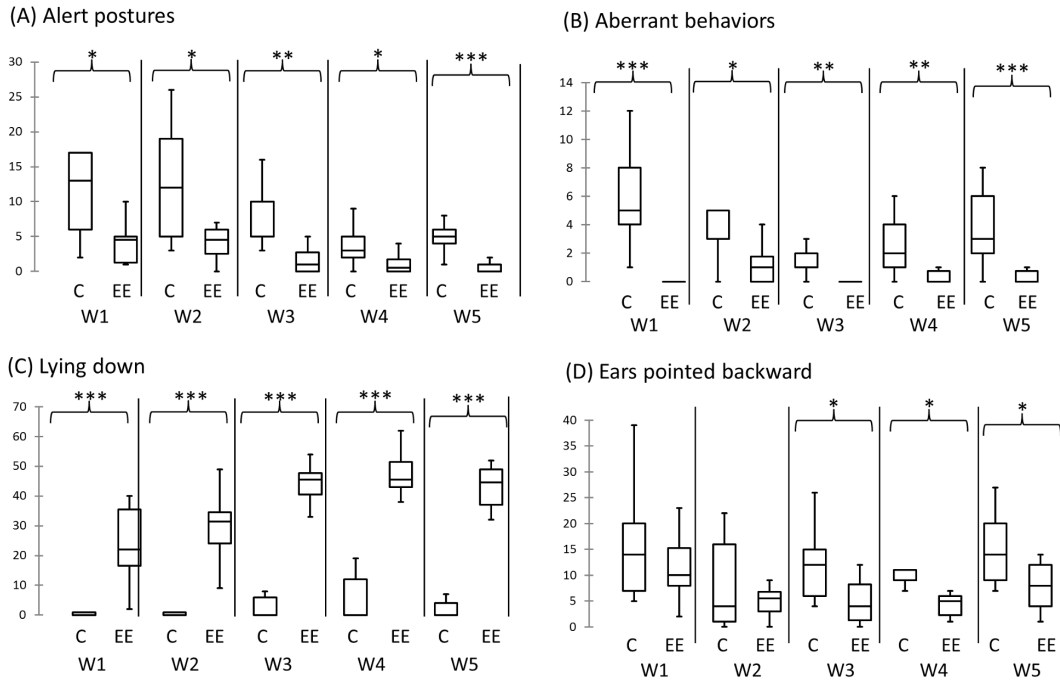 (A) Alert postures
* * ** * ***
30
25
20
15
10
5
0
C EE C EE C EE C EE C EE
W1 W2 W3 W4 W5
(B) Aberrant behaviors
*** * ** ** ***
14
12
10
8
6
4
2
0
C EE C EE C EE C EE C EE
W1 W2 W3 W4 W5
(C) Lying down
*** *** *** *** ***
70
60
50
40
30
20
10
0
C EE C EE C EE C EE C EE
W1 W2 W3 W4 W5
(D) Ears pointed backward
* * *
40
35
30
25
20
15
10
5
0
C EE C EE C EE C EE C EE
W1 W2 W3 W4 W5